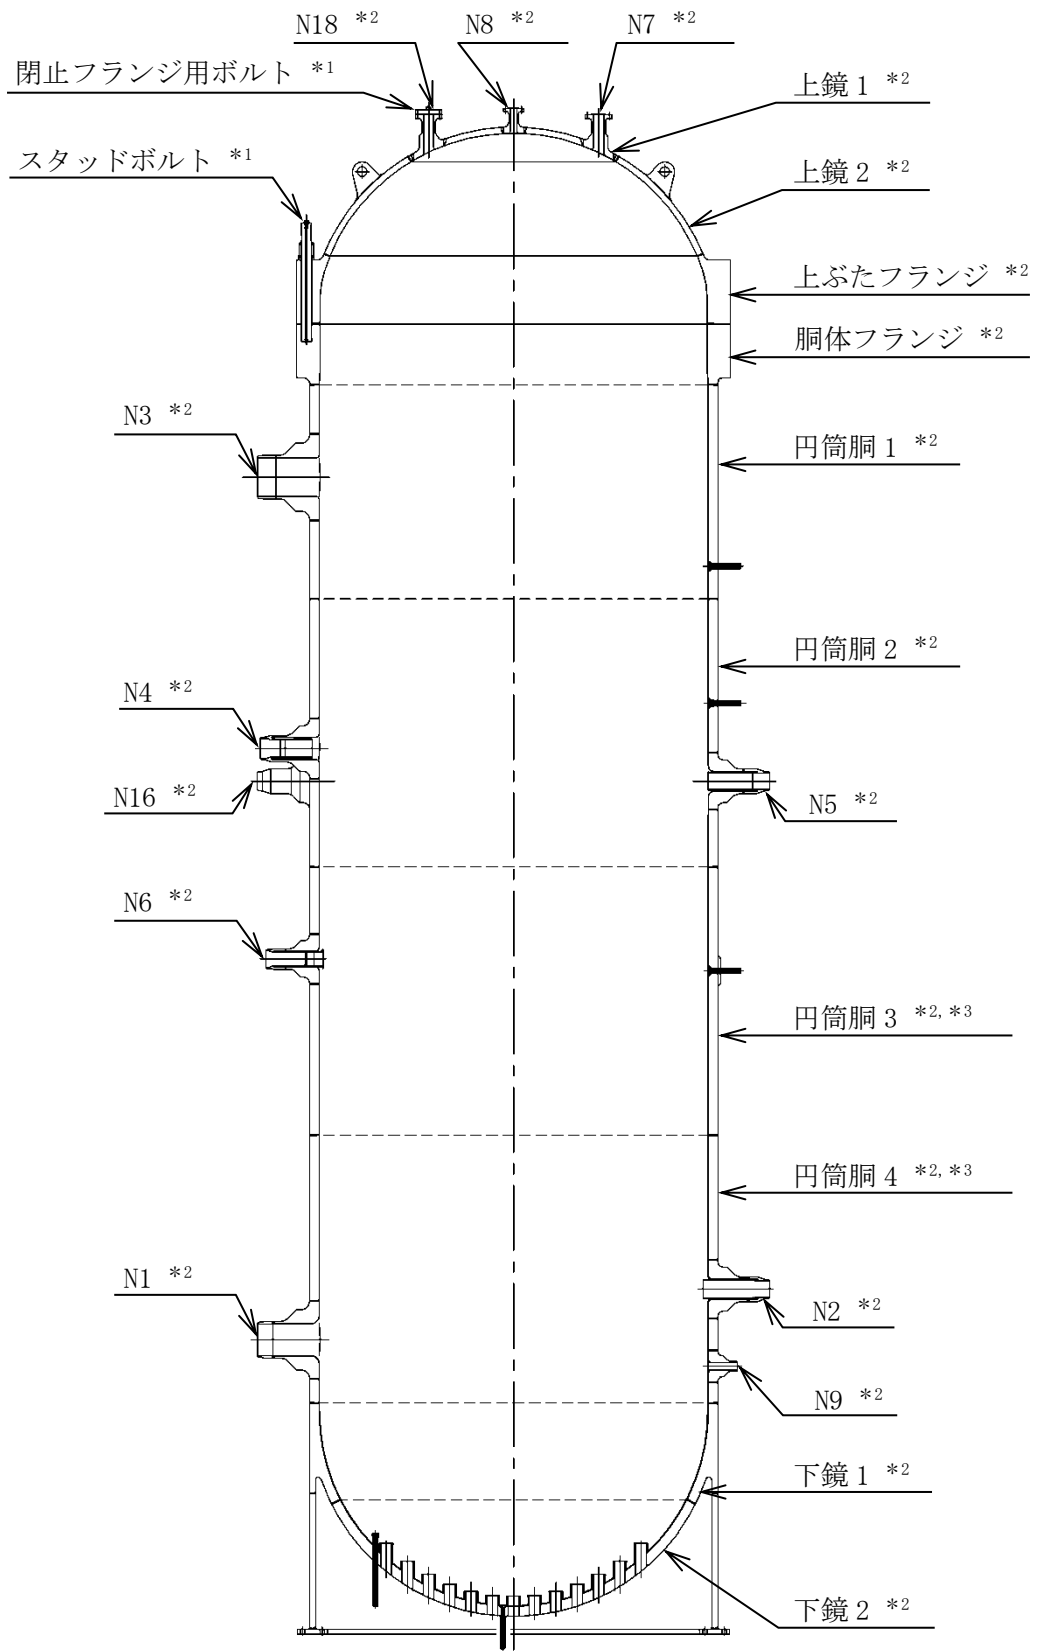 N18 *2
N8 *2
N7 *2
閉止フランジ用ボルト *1
上鏡1 *2
スタッドボルト *1
上鏡2 *2
上ぶたフランジ *2
胴体フランジ *2
N3 *2
円筒胴1 *2
円筒胴2 *2
N4 *2
N16 *2
N5 *2
N6 *2
円筒胴3 *2, *3
円筒胴4 *2, *3
N1 *2
N2 *2
N9 *2
下鏡1 *2
下鏡2 *2